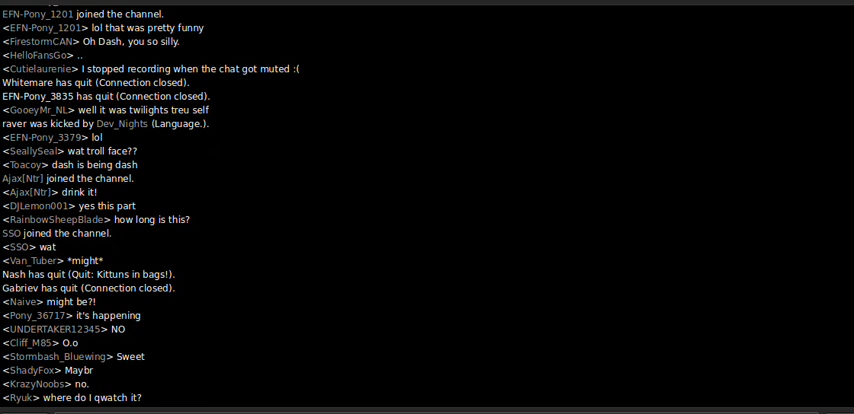 EFN-Pony_1201 joined the channel.
<EFN-Pony_1201> lol that was pretty funny
<FirestormCAN> Oh Dash, you so silly.
<HelloFansGo> ..
<Cutielaurenie> I stopped recording when the chat got muted :(
Whitemare has quit (Connection closed).
EFN-Pony_3835 has quit (Connection closed).
<GooeyMr_NL> well it was twilights treu self
raver was kicked by Dev_Nights (Language.).
<EFN-Pony_3379> lol
<SeallySeal> wat troll face??
<Toacoy> dash is being dash
Ajax[Ntr] joined the channel.
<Ajax[Ntr]> drink it!
<DJLemon001> yes this part
<RainbowSheepBlade> how long is this?
SSO joined the channel.
<SSO> wat
<Van_Tuber> *might*
Nash has quit (Quit: Kittuns in bags!).
Gabriev has quit (Connection closed).
<Naive> might be?!
<Pony_36717> it's happening
<UNDERTAKER12345> NO
<Cliff_M85> O.o
<Stormbash_Bluewing> Sweet
<ShadyFox> Maybr
<KrazyNoobs> no.
<Ryuk> where do I qwatch it?